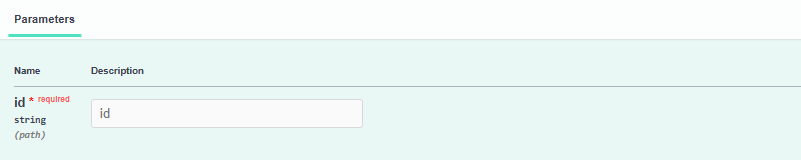 Parameters
Name Description
id * required
id
string
(path)